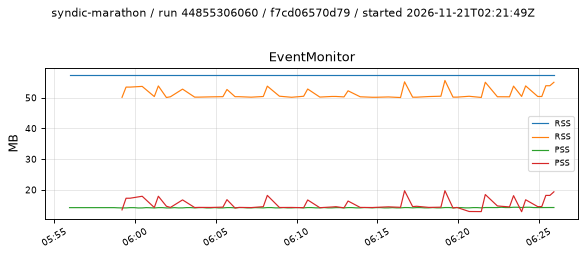 syndic-marathon / run 44855306060 / f7cd06570d79 / started 2026-11-21T02:21:49Z
EventMonitor
MB
50
40
30
20
RSS
RSS
PSS
PSS
05:55
06:00
06:05
06:10
06:15
06:20
06:25